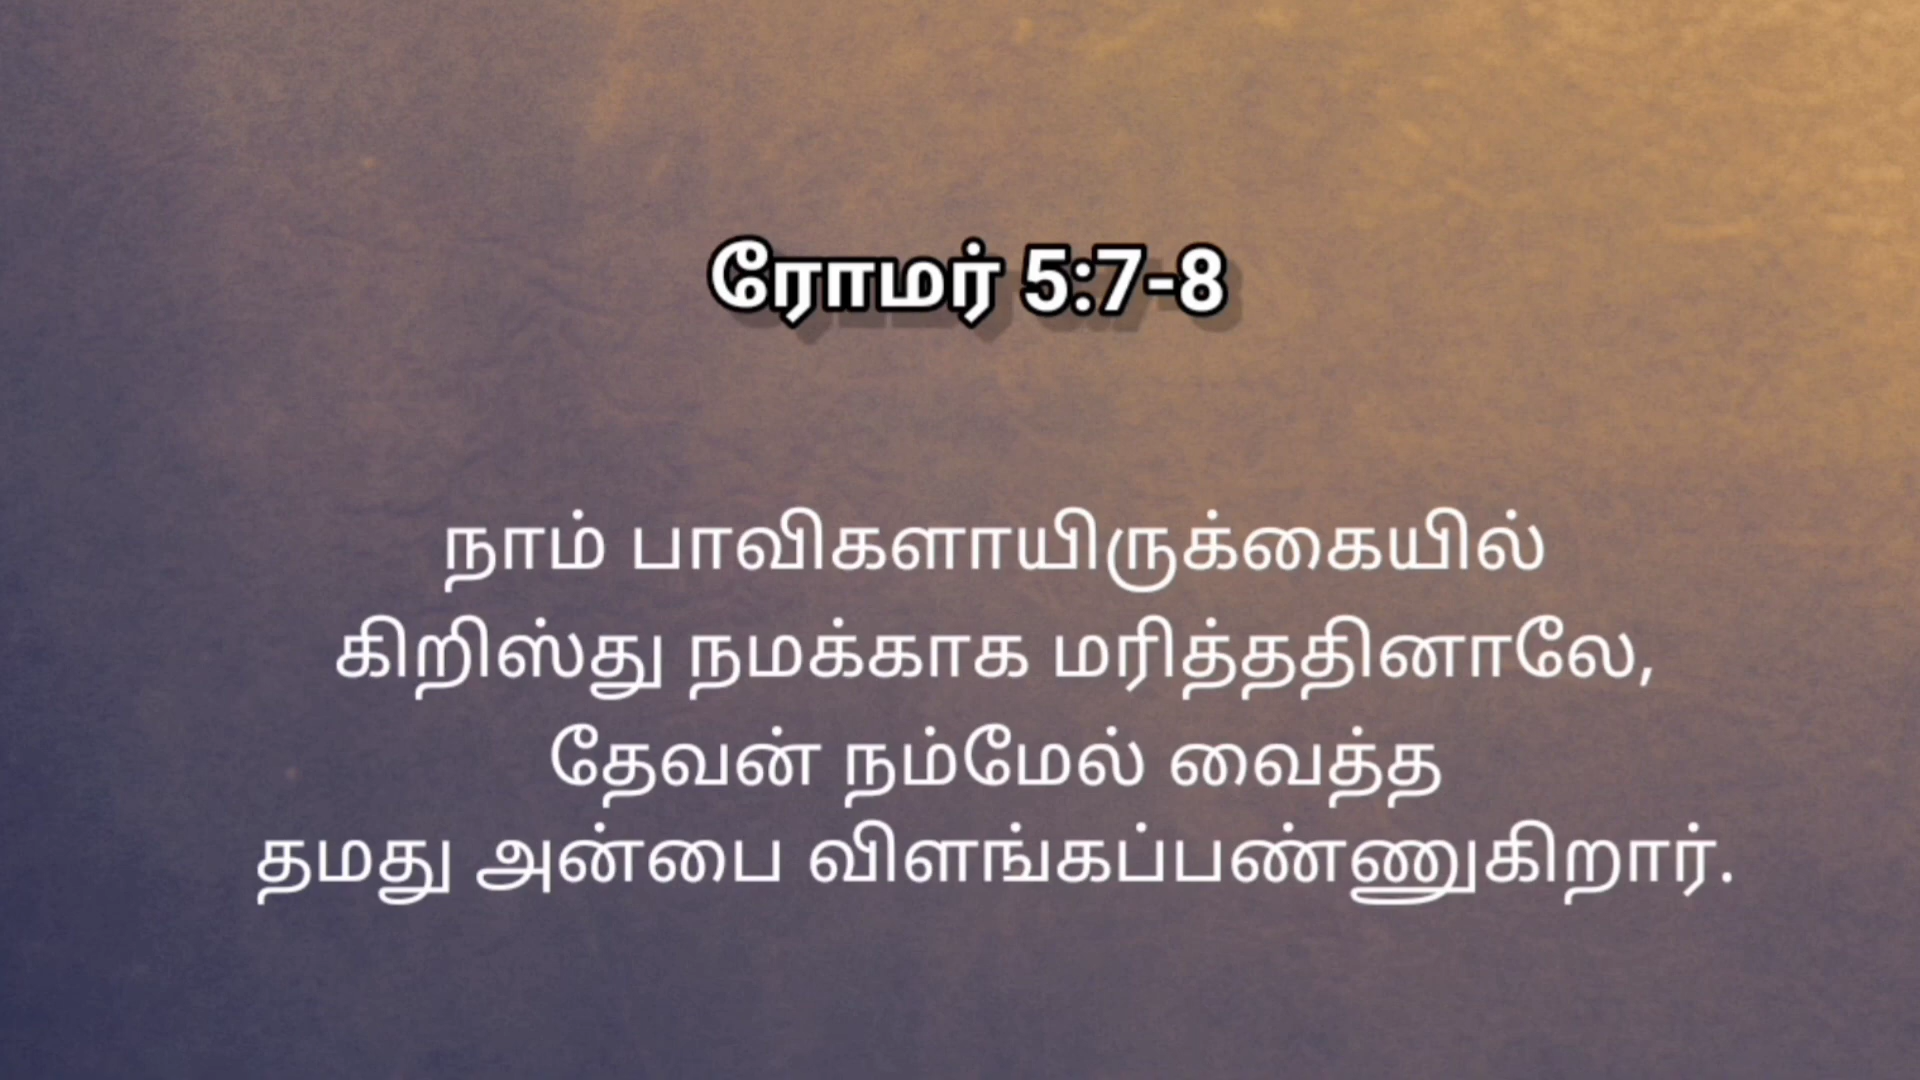 ரோமர் 5:7-8
நாம் பாவிகளாயிருக்கையில்
கிறிஸ்து நமக்காக மரித்ததினாலே,
தேவன் நம்மேல் வைத்த
தமது அன்பை விளங்கப்பண்ணுகிறார்.